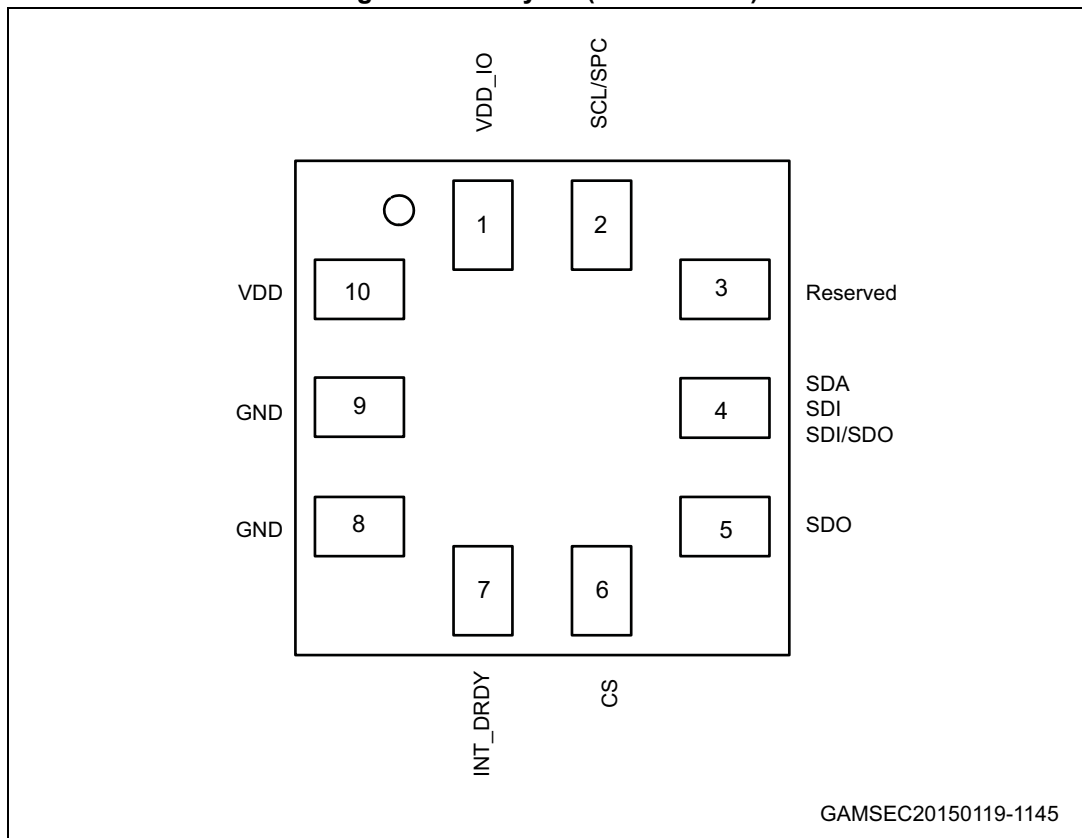 VDD_IO
SCL/SPC
1
2
VDD
10
3
Reserved
GND
9
4
SDA
SDI
SDI/SDO
GND
8
5
SDO
7
6
INT_DRDY
CS
GAMSEC20150119-1145